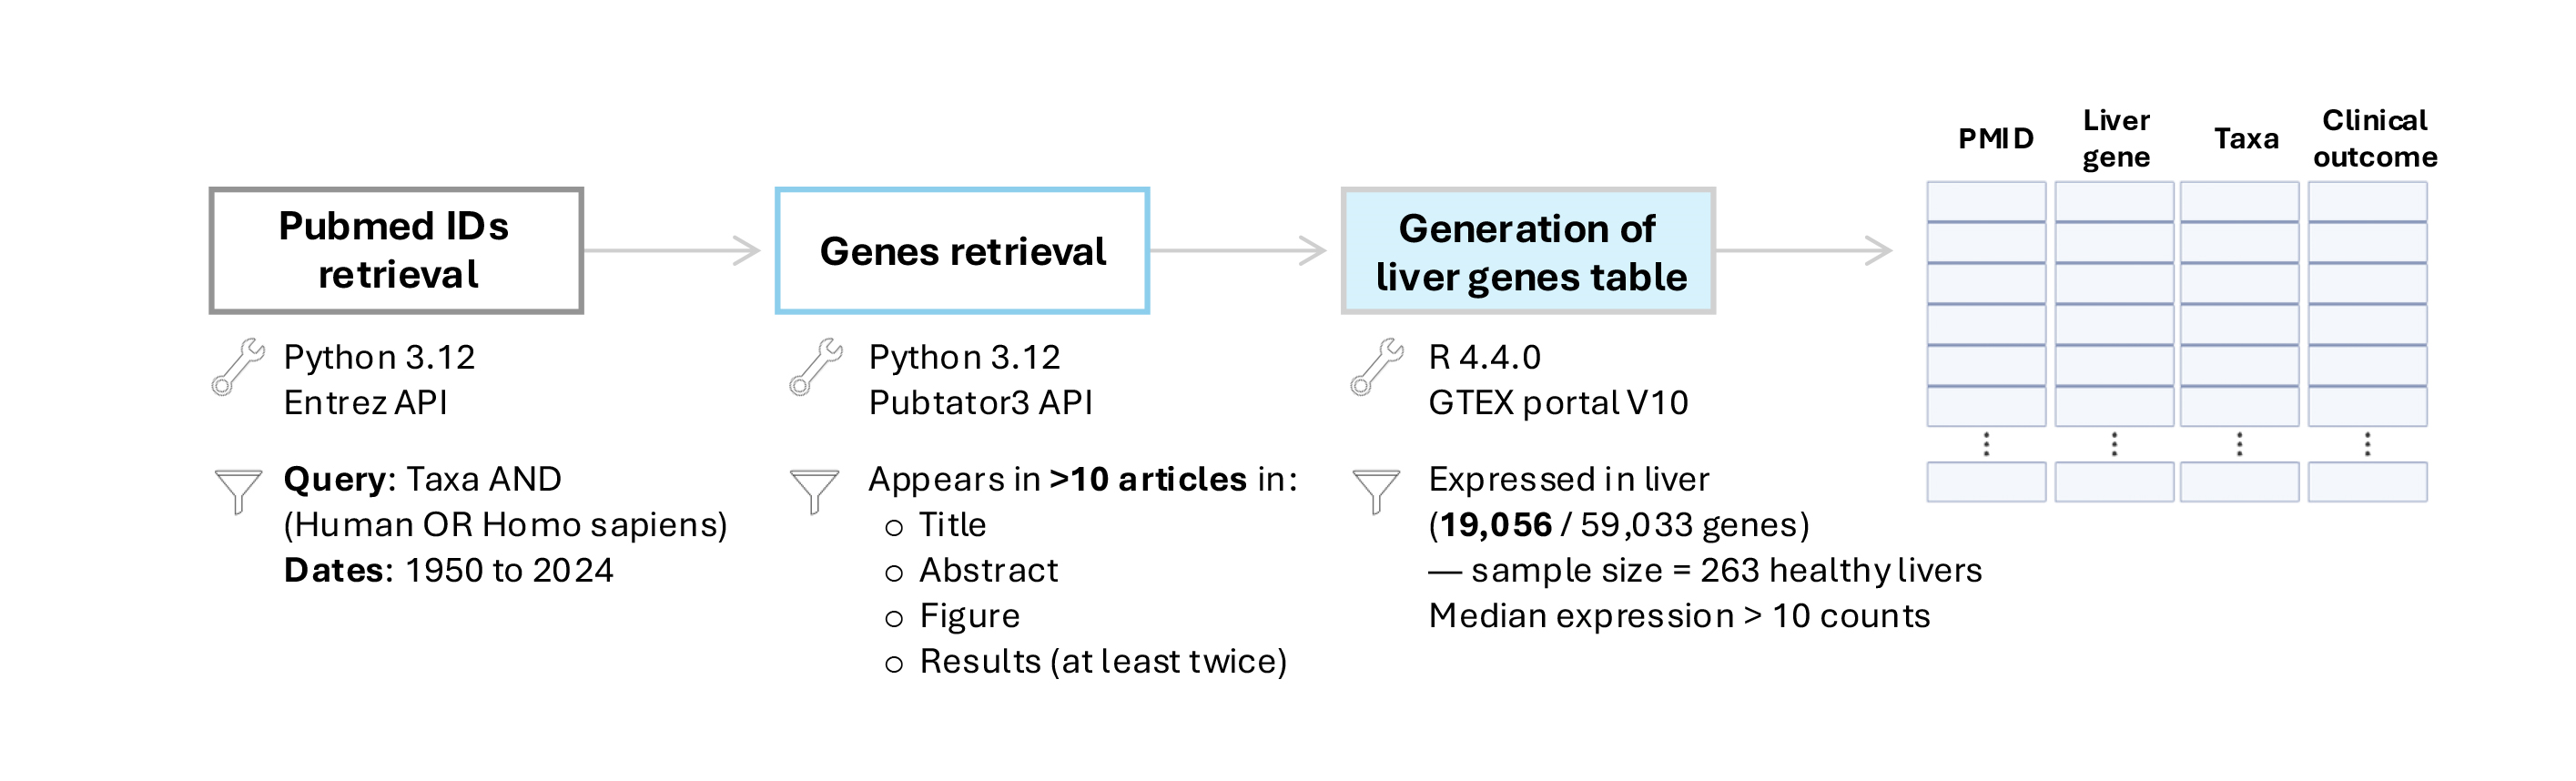 Pubmed IDs
retrieval
Python 3.12
Entrez API
Query: Taxa AND
(Human OR Homo sapiens)
Dates: 1950 to 2024
Genes retrieval
Python 3.12
Pubtator3 API
Appears in >10 articles in:
○ Title
○ Abstract
○ Figure
○ Results (at least twice)
Generation of
liver genes table
R 4.4.0
GTEX portal V10
Expressed in liver
(19,056 / 59,033 genes)
— sample size = 263 healthy livers
Median expression > 10 counts
PMID
Liver
gene
Taxa
Clinical
outcome